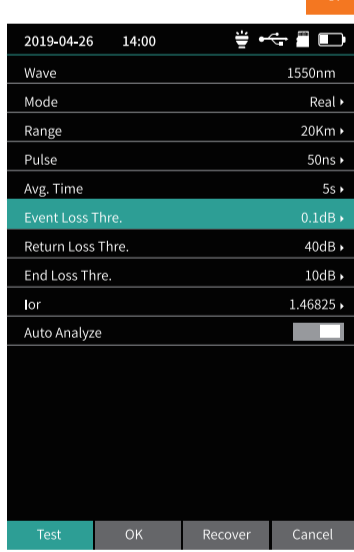 2019-04-26 14:00
Wave 1550nm
Mode Real
Range 20Km
Pulse 50ns
Avg. Time 5s
Event Loss Thre. 0.1dB
Return Loss Thre. 40dB
End Loss Thre. 10dB
Ior 1.46825
Auto Analyze
Test OK Recover Cancel